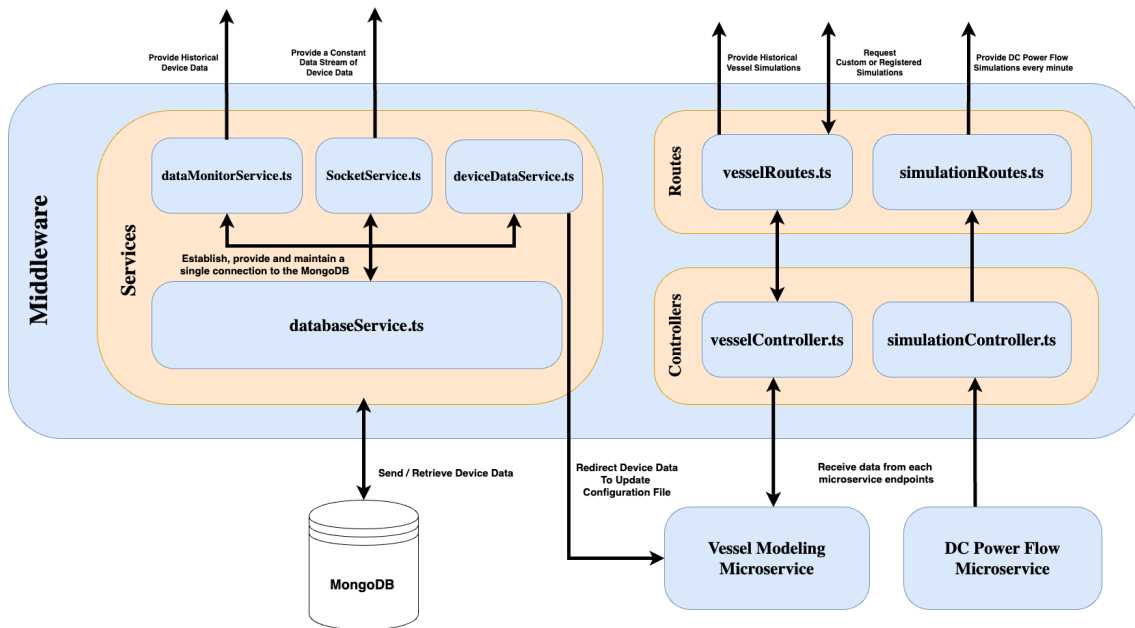 Provide Historical
Device Data
Provide a Constant
Data Stream of
Device Data
Provide Historical
Vessel Simulations
Request
Custom or Registered
Simulations
Provide DC Power Flow
Simulations every minute
Middleware
Services
dataMonitorService.ts
SocketService.ts
deviceDataService.ts
Establish, provide and maintain a
single connection to the MongoDB
databaseService.ts
Routes
vesselRoutes.ts
simulationRoutes.ts
Controllers
vesselController.ts
simulationController.ts
Send / Retrieve Device Data
Redirect Device Data
To Update
Configuration File
Receive data from each
microservice endpoints
MongoDB
Vessel Modeling
Microservice
DC Power Flow
Microservice